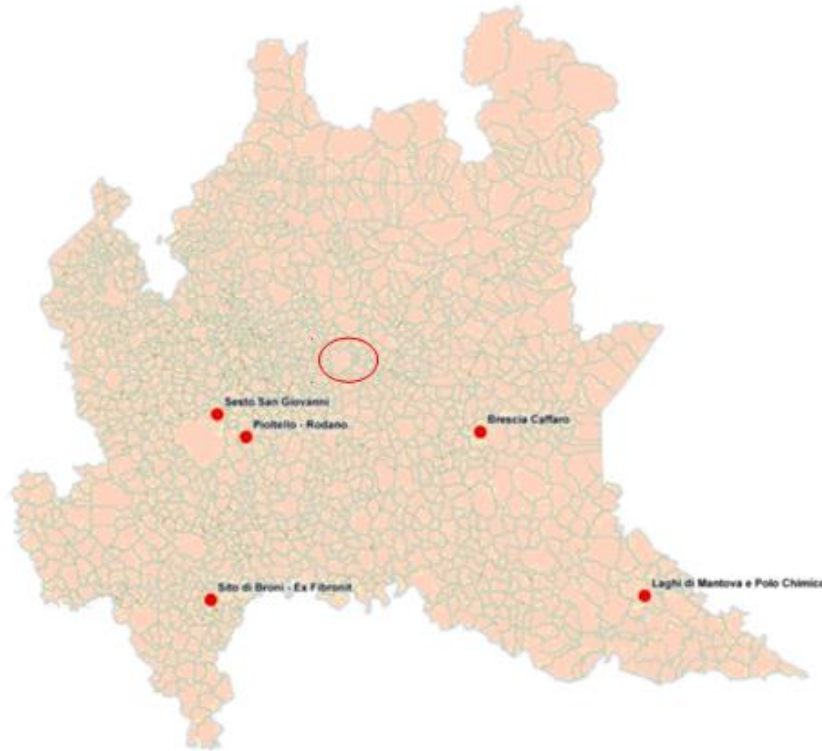 Sesto San Giovanni
Pioltello - Rodano
Brescia Caffaro
Laghi di Mantova e Polo Chimico
Sito di Broni - Ex Fibronit